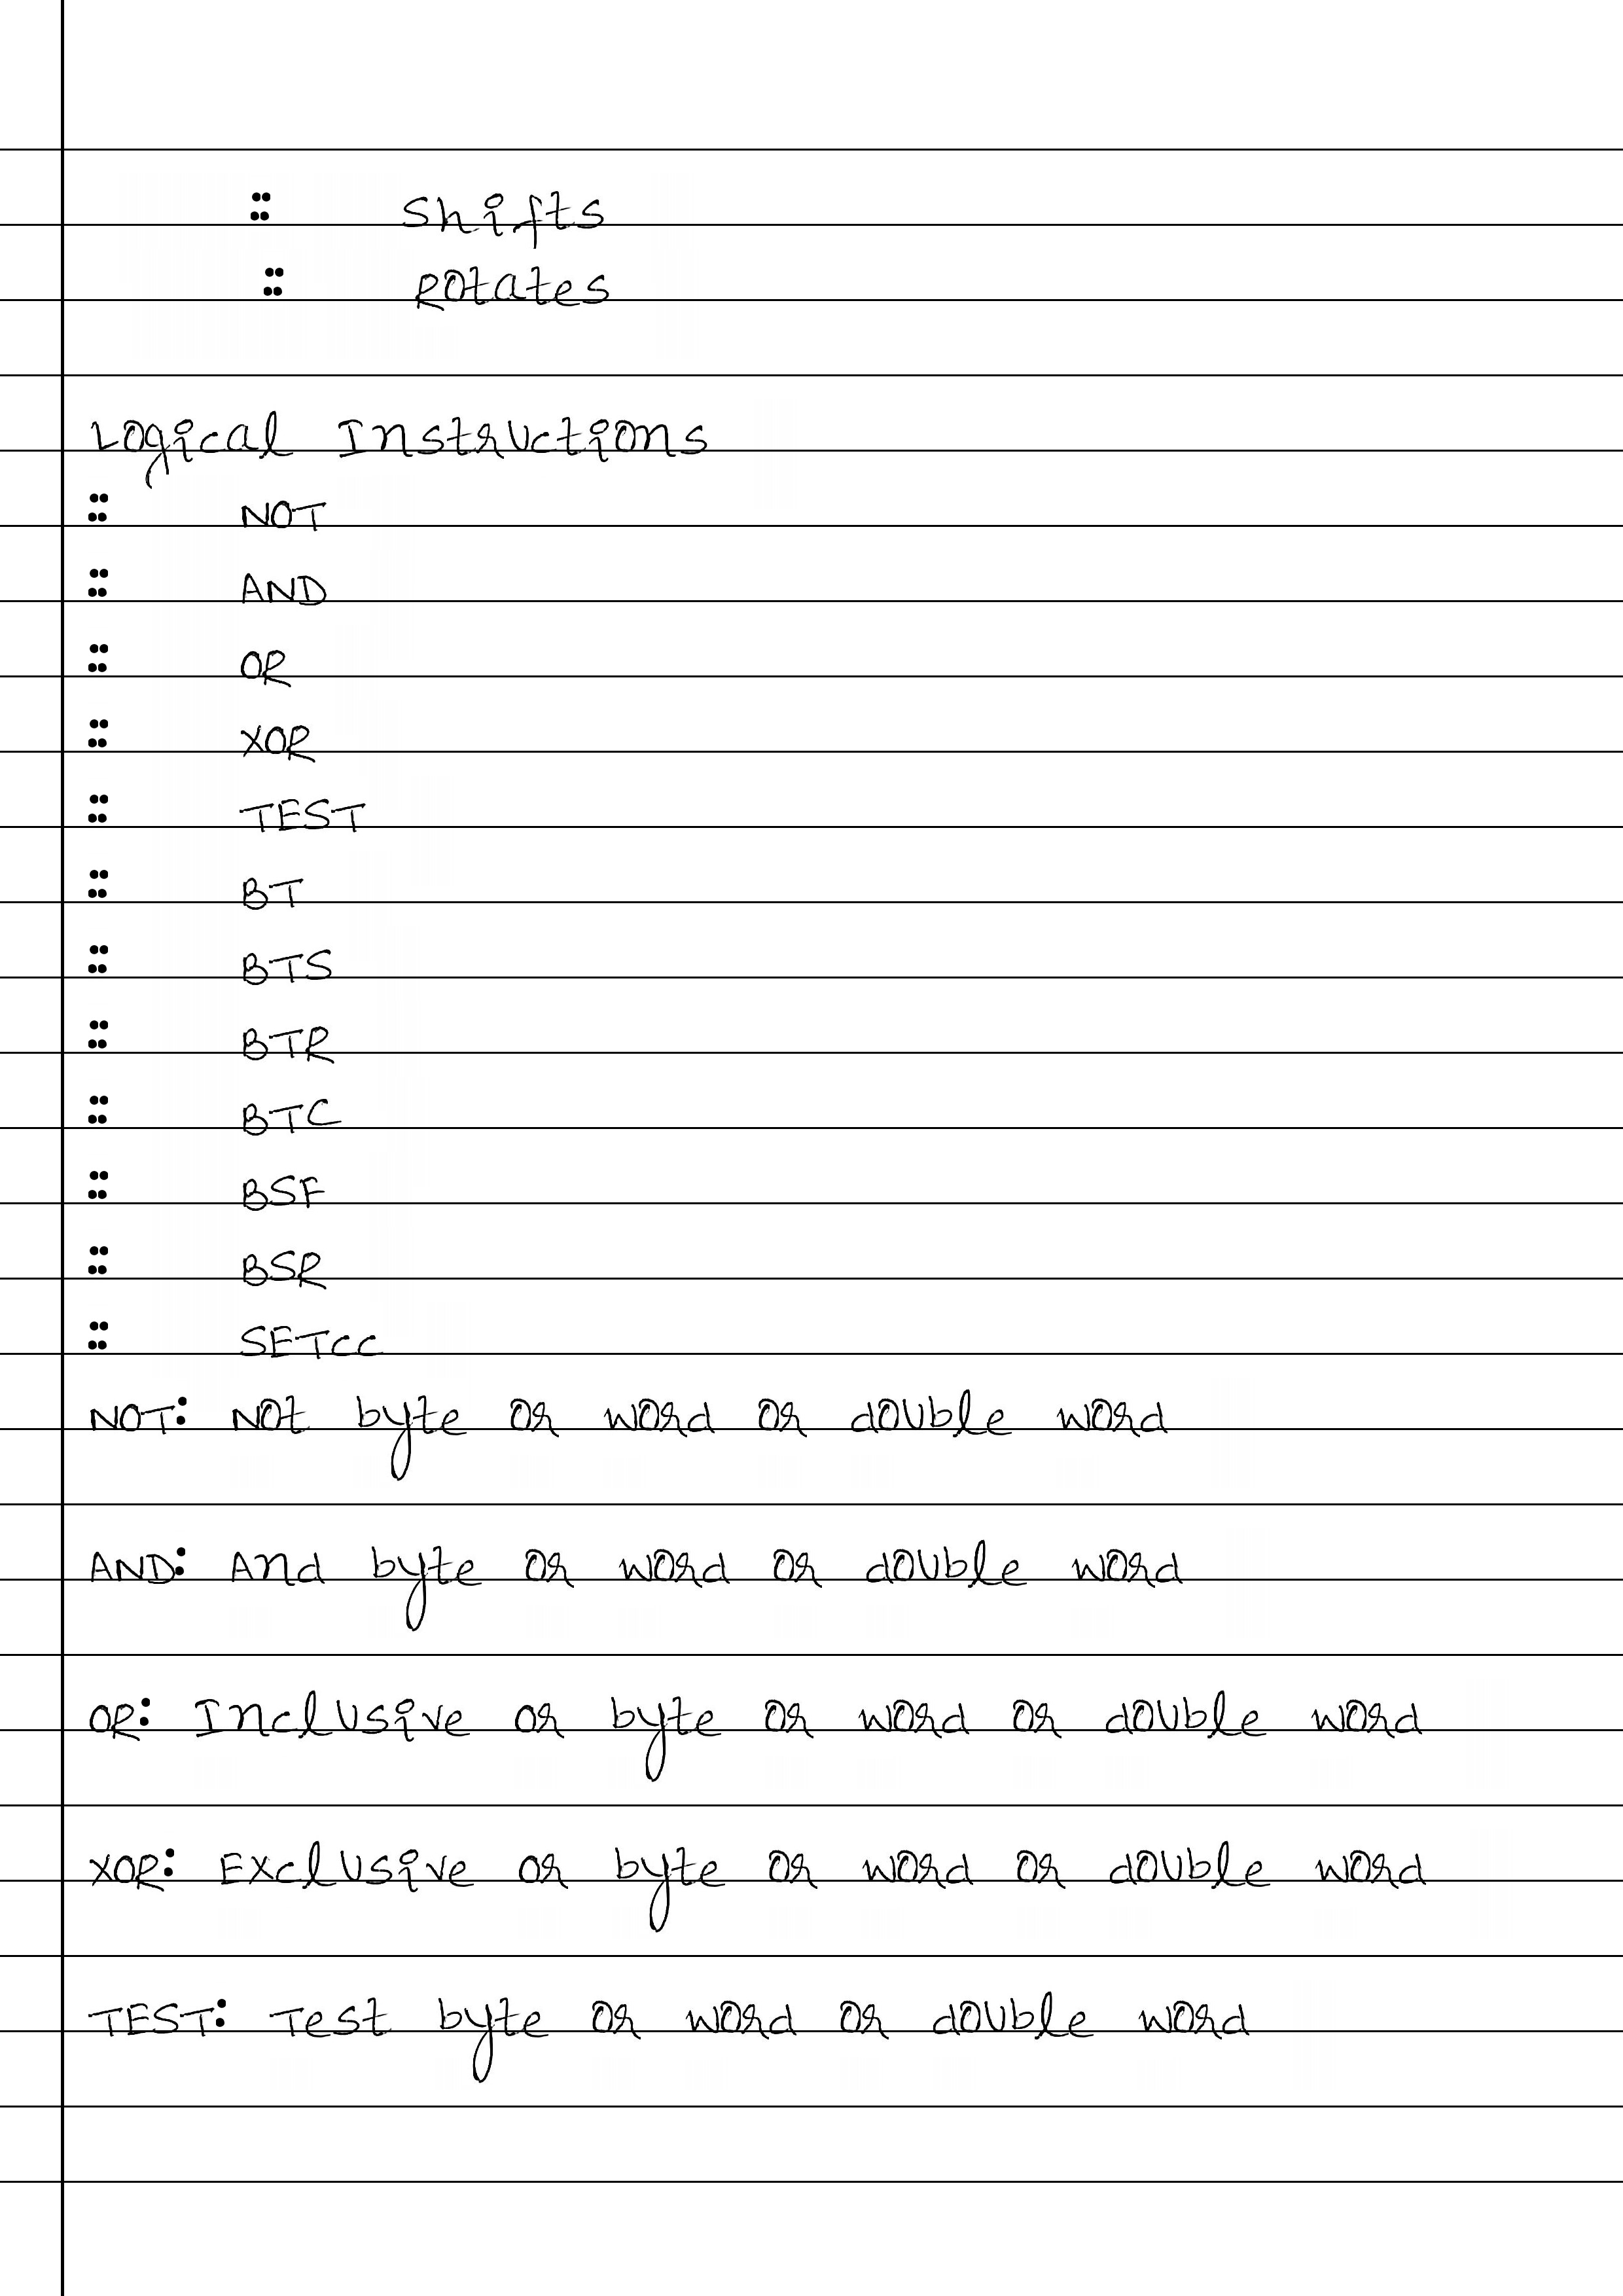 :: Shifts
:: Rotates
Logical Instructions
:: NOT
:: AND
:: OR
:: XOR
:: TEST
:: BT
:: BTS
:: BTR
:: BTC
:: BSF
:: BSR
:: SETCC
NOT: Not byte or word or double word
AND: And byte or word or double word
OR: Inclusive or byte or word or double word
XOR: Exclusive or byte or word or double word
TEST: Test byte or word or double word